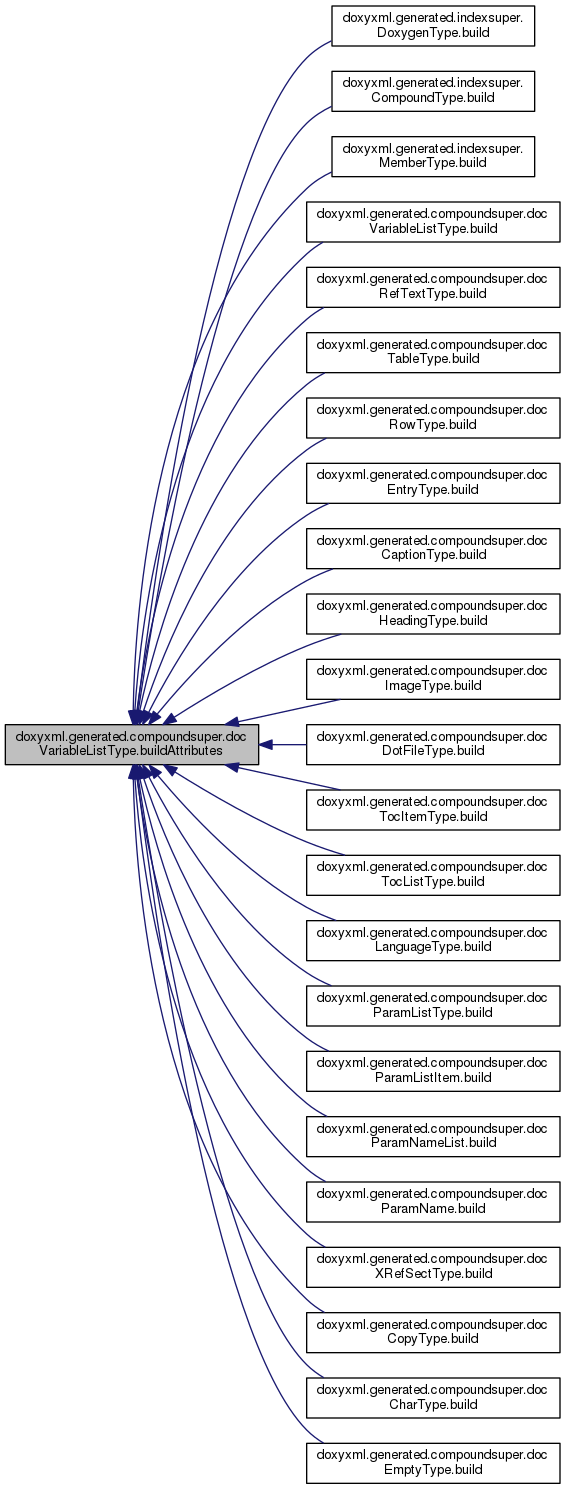 doxyxml.generated.indexsuper.
DoxygenType.build
doxyxml.generated.indexsuper.
CompoundType.build
doxyxml.generated.indexsuper.
MemberType.build
doxyxml.generated.compoundsuper.doc
VariableListType.build
doxyxml.generated.compoundsuper.doc
RefTextType.build
doxyxml.generated.compoundsuper.doc
TableType.build
doxyxml.generated.compoundsuper.doc
RowType.build
doxyxml.generated.compoundsuper.doc
EntryType.build
doxyxml.generated.compoundsuper.doc
CaptionType.build
doxyxml.generated.compoundsuper.doc
HeadingType.build
doxyxml.generated.compoundsuper.doc
ImageType.build
doxyxml.generated.compoundsuper.doc
VariableListType.buildAttributes
doxyxml.generated.compoundsuper.doc
DotFileType.build
doxyxml.generated.compoundsuper.doc
TocItemType.build
doxyxml.generated.compoundsuper.doc
TocListType.build
doxyxml.generated.compoundsuper.doc
LanguageType.build
doxyxml.generated.compoundsuper.doc
ParamListType.build
doxyxml.generated.compoundsuper.doc
ParamListItem.build
doxyxml.generated.compoundsuper.doc
ParamNameList.build
doxyxml.generated.compoundsuper.doc
ParamName.build
doxyxml.generated.compoundsuper.doc
XRefSectType.build
doxyxml.generated.compoundsuper.doc
CopyType.build
doxyxml.generated.compoundsuper.doc
CharType.build
doxyxml.generated.compoundsuper.doc
EmptyType.build